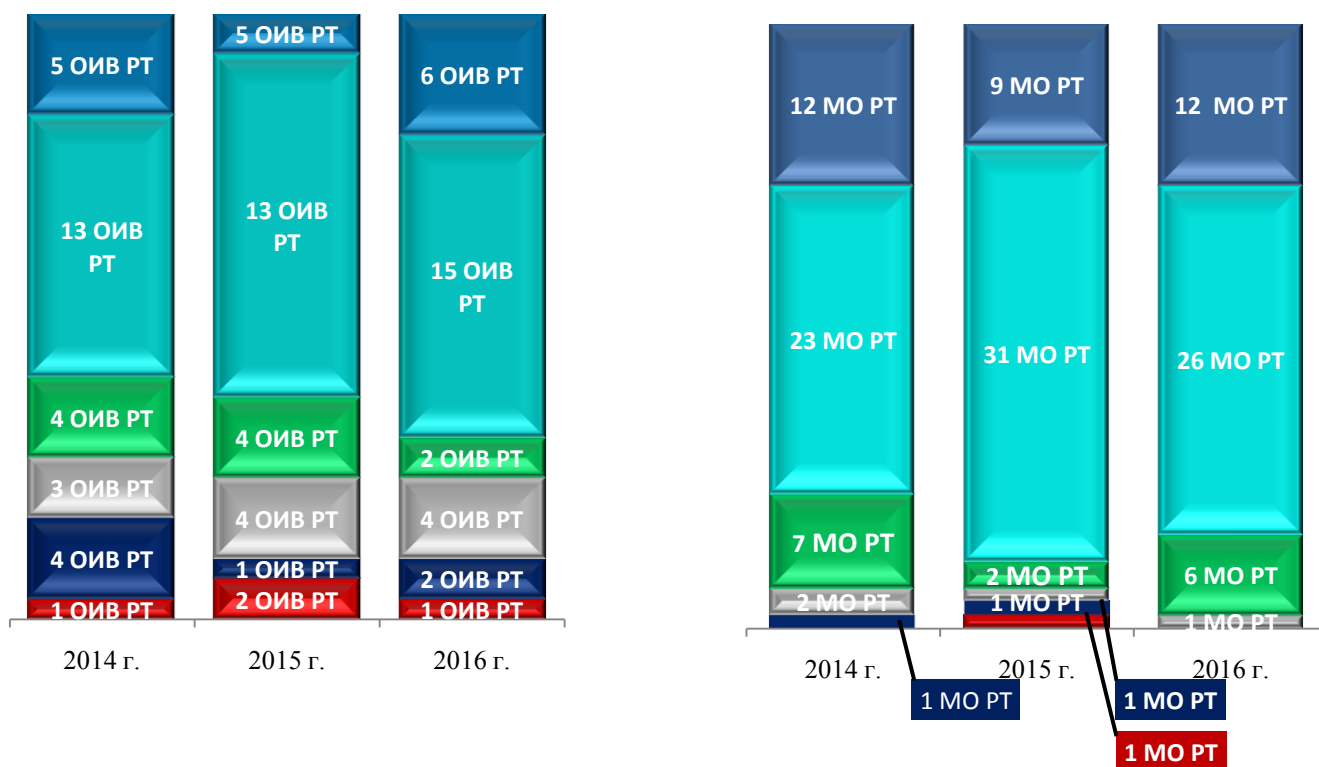 5 ОИВ РТ
13 ОИВ
РТ
4 ОИВ РТ
3 ОИВ РТ
4 ОИВ РТ
1 ОИВ РТ
2014 г.
5 ОИВ РТ
13 ОИВ
РТ
4 ОИВ РТ
4 ОИВ РТ
1 ОИВ РТ
2 ОИВ РТ
2015 г.
6 ОИВ РТ
15 ОИВ
РТ
2 ОИВ РТ
4 ОИВ РТ
2 ОИВ РТ
1 ОИВ РТ
2016 г.
12 МО РТ
23 МО РТ
7 МО РТ
2 МО РТ
1 МО РТ
2014 г.
9 МО РТ
31 МО РТ
2 МО РТ
1 МО РТ
1 МО РТ
1 МО РТ
2015 г.
12 МО РТ
26 МО РТ
6 МО РТ
1 МО РТ
2016 г.